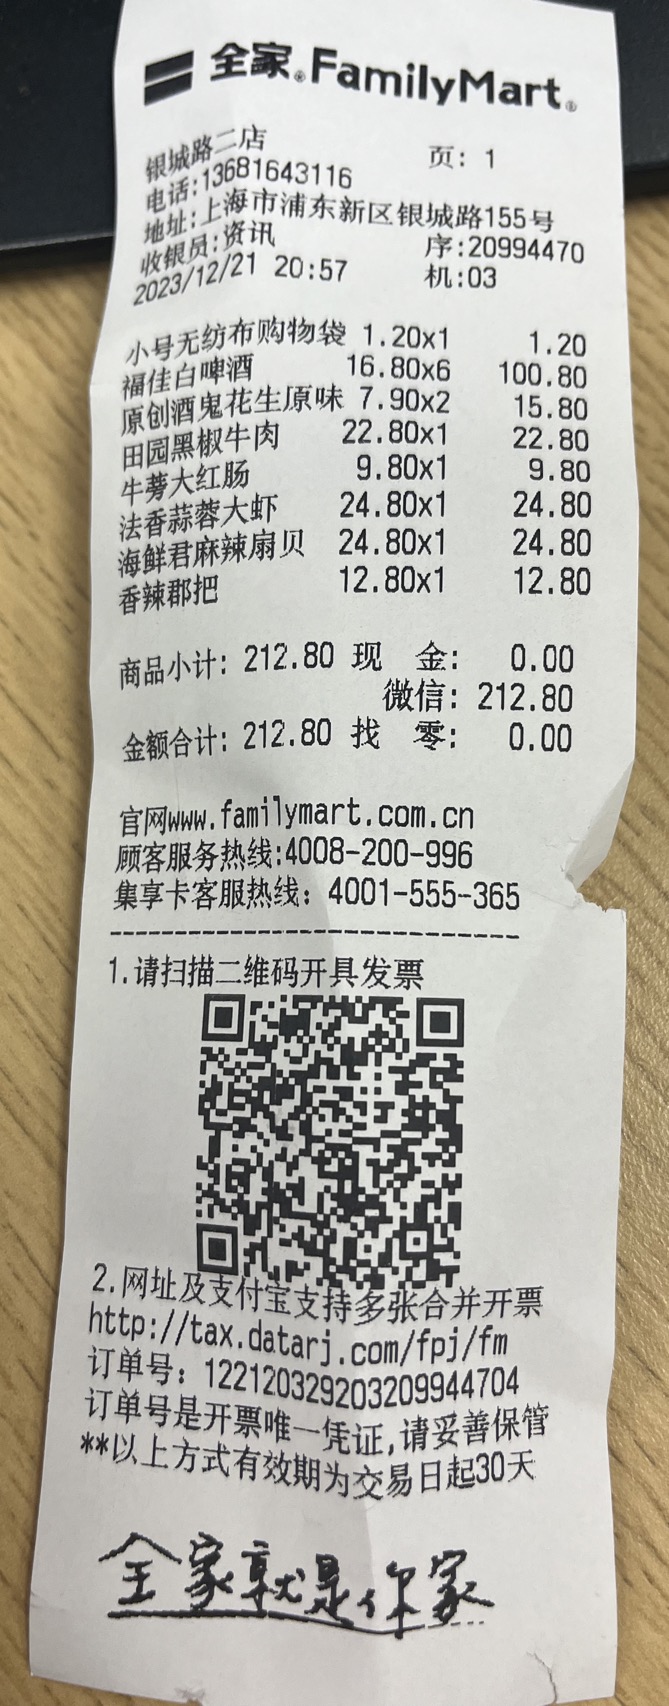 全家 FamilyMart
银城路二店 页: 1
电话:13681643116
地址:上海市浦东新区银城路155号
收银员:资讯 序:20994470
2023/12/21 20:57 机:03
小号无纺布购物袋 1.20x1 1.20
福佳白啤酒 16.80x6 100.80
原创酒鬼花生原味 7.90x2 15.80
田园黑椒牛肉 22.80x1 22.80
牛蒡大红肠 9.80x1 9.80
法香蒜蓉大虾 24.80x1 24.80
海鲜君麻辣扇贝 24.80x1 24.80
香辣郡把 12.80x1 12.80
商品小计: 212.80 现 金: 0.00
微信: 212.80
金额合计: 212.80 找 零: 0.00
官网www.familymart.com.cn
顾客服务热线:4008-200-996
集享卡客服热线: 4001-555-365
1.请扫描二维码开具发票
2.网址及支付宝支持多张合并开票
http://tax.datarj.com/fpj/fm
订单号: 122120329203209944704
订单号是开票唯一凭证,请妥善保管
**以上方式有效期为交易日起30天
全家就是你家